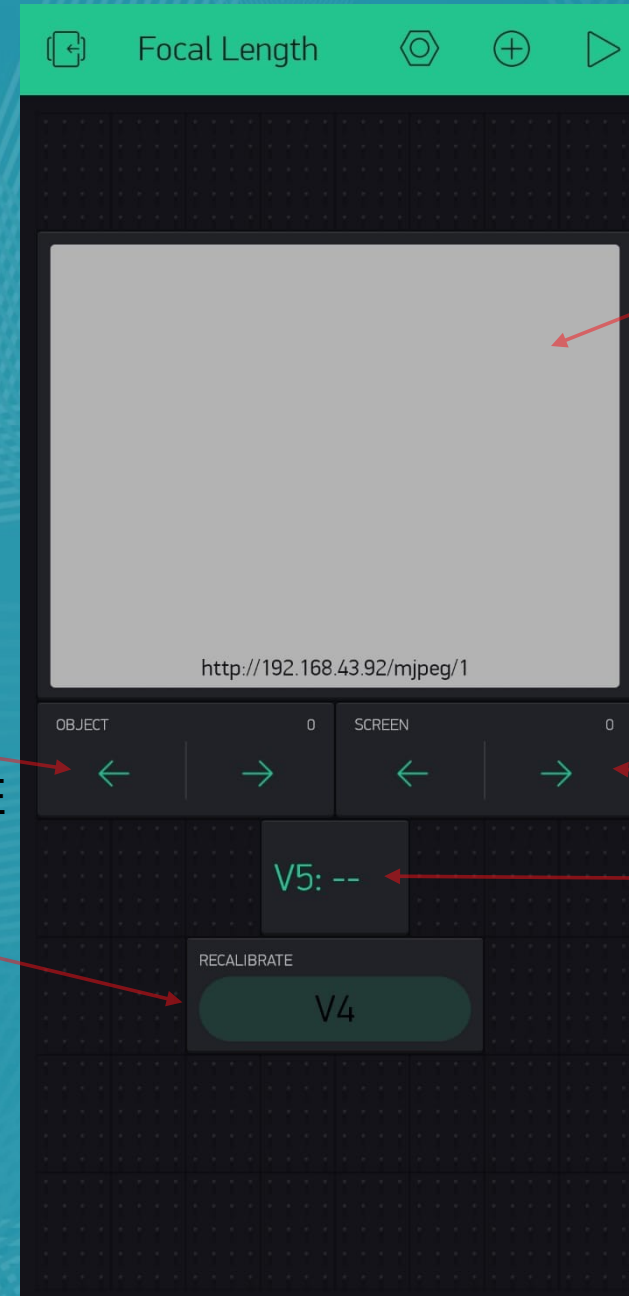 Focal Length
http://192.168.43.92/mjpeg/1
OBJECT 0 SCREEN 0
V5: --
RECALIBRATE
V4